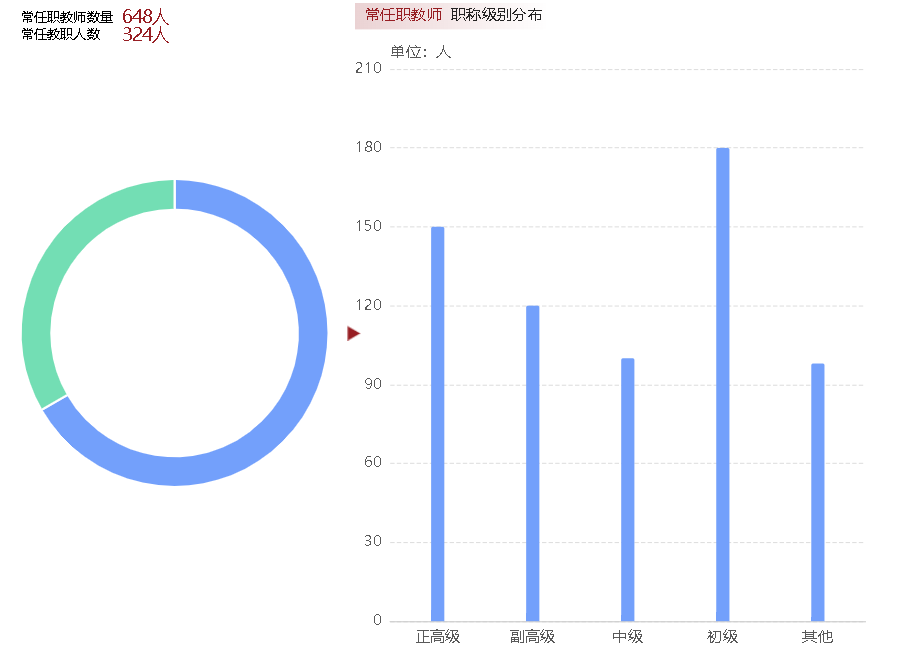 常任职教师数量 648人
常任教职人数 324人
常任职教师 职称级别分布
单位：人
210
180
150
120
90
60
30
0
正高级 副高级 中级 初级 其他